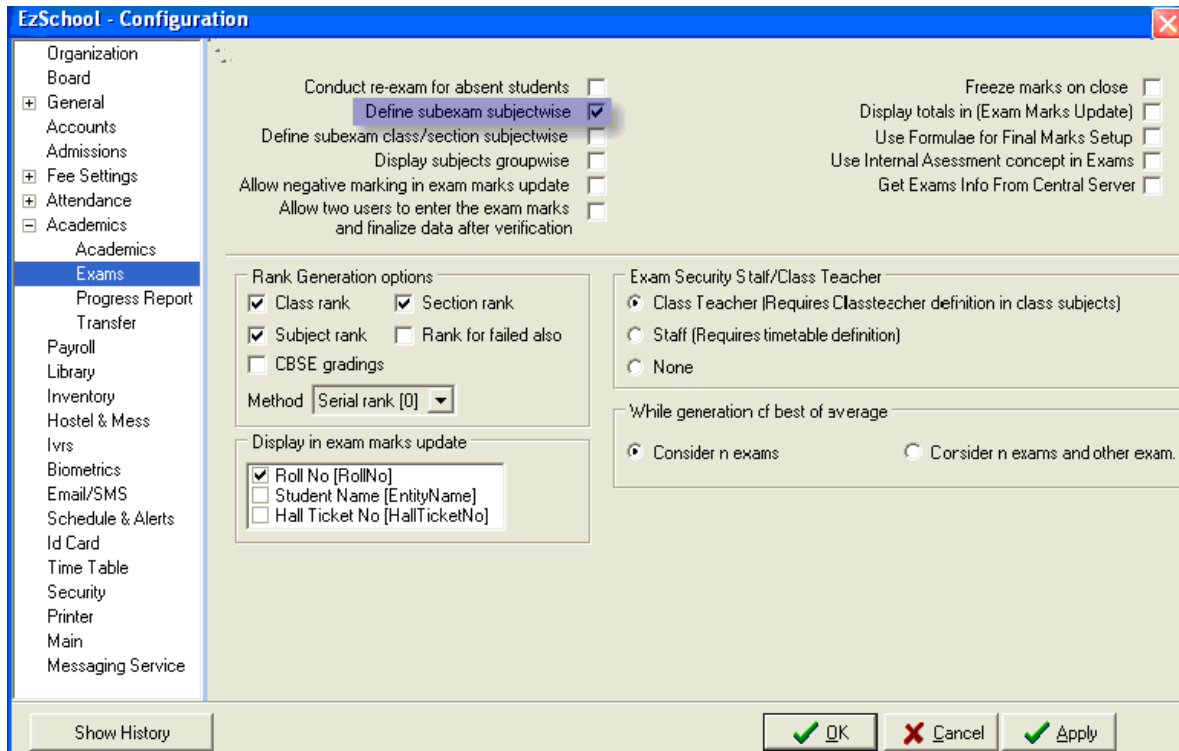 EzSchool - Configuration
Organization
Board
General
Accounts
Admissions
Fee Settings
Attendance
Academics
Academics
Exams
Progress Report
Transfer
Payroll
Library
Inventory
Hostel & Mess
Ivrs
Biometrics
Email/SMS
Schedule & Alerts
Id Card
Time Table
Security
Printer
Main
Messaging Service
Conduct re-exam for absent students
Define subexam subjectwise
Define subexam class/section subjectwise
Display subjects groupwise
Allow negative marking in exam marks update
Allow two users to enter the exam marks
and finalize data after verification
Freeze marks on close
Display totals in (Exam Marks Update)
Use Formulae for Final Marks Setup
Use Internal Asessment concept in Exams
Get Exams Info From Central Server
Rank Generation options
Class rank Section rank
Subject rank Rank for failed also
CBSE gradings
Method Serial rank [0]
Display in exam marks update
Roll No [RollNo]
Student Name [EntityName]
Hall Ticket No [HallTicketNo]
Exam Security Staff/Class Teacher
Class Teacher (Requires Classteecher definition in class subjects)
Staff (Requires timetable definition)
None
While generation cf best of average
Consider n exams Corsider n exams and other exam.
Show History OK Cancel Apply